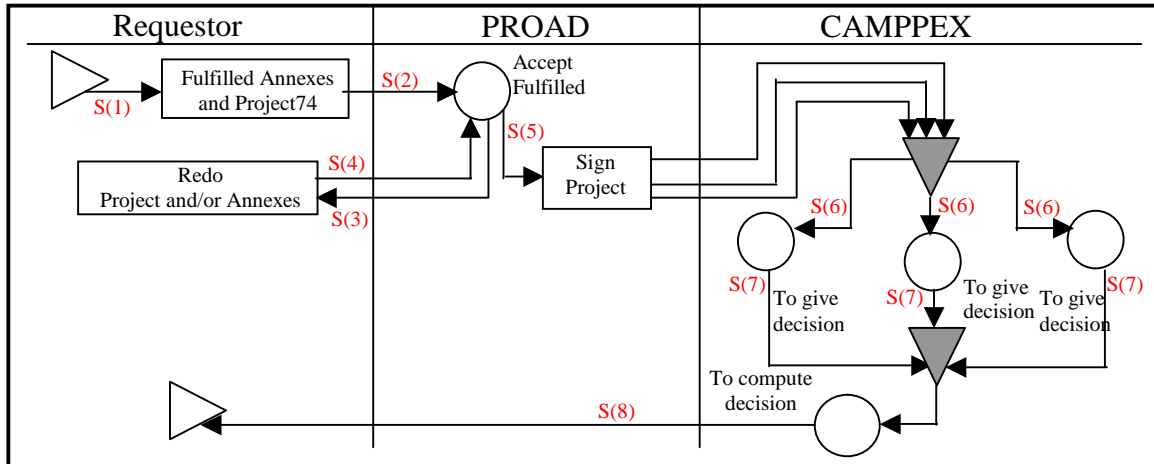 Requestor
PROAD
CAMPPEX
S(1)
Fulfilled Annexes
and Project74
S(2)
Accept
Fulfilled
S(5)
Redo
Project and/or Annexes
S(4)
S(3)
Sign
Project
S(6)
S(6)
S(6)
S(7)
S(7)
S(7)
To give
decision
To give
decision
To give
decision
To compute
decision
S(8)